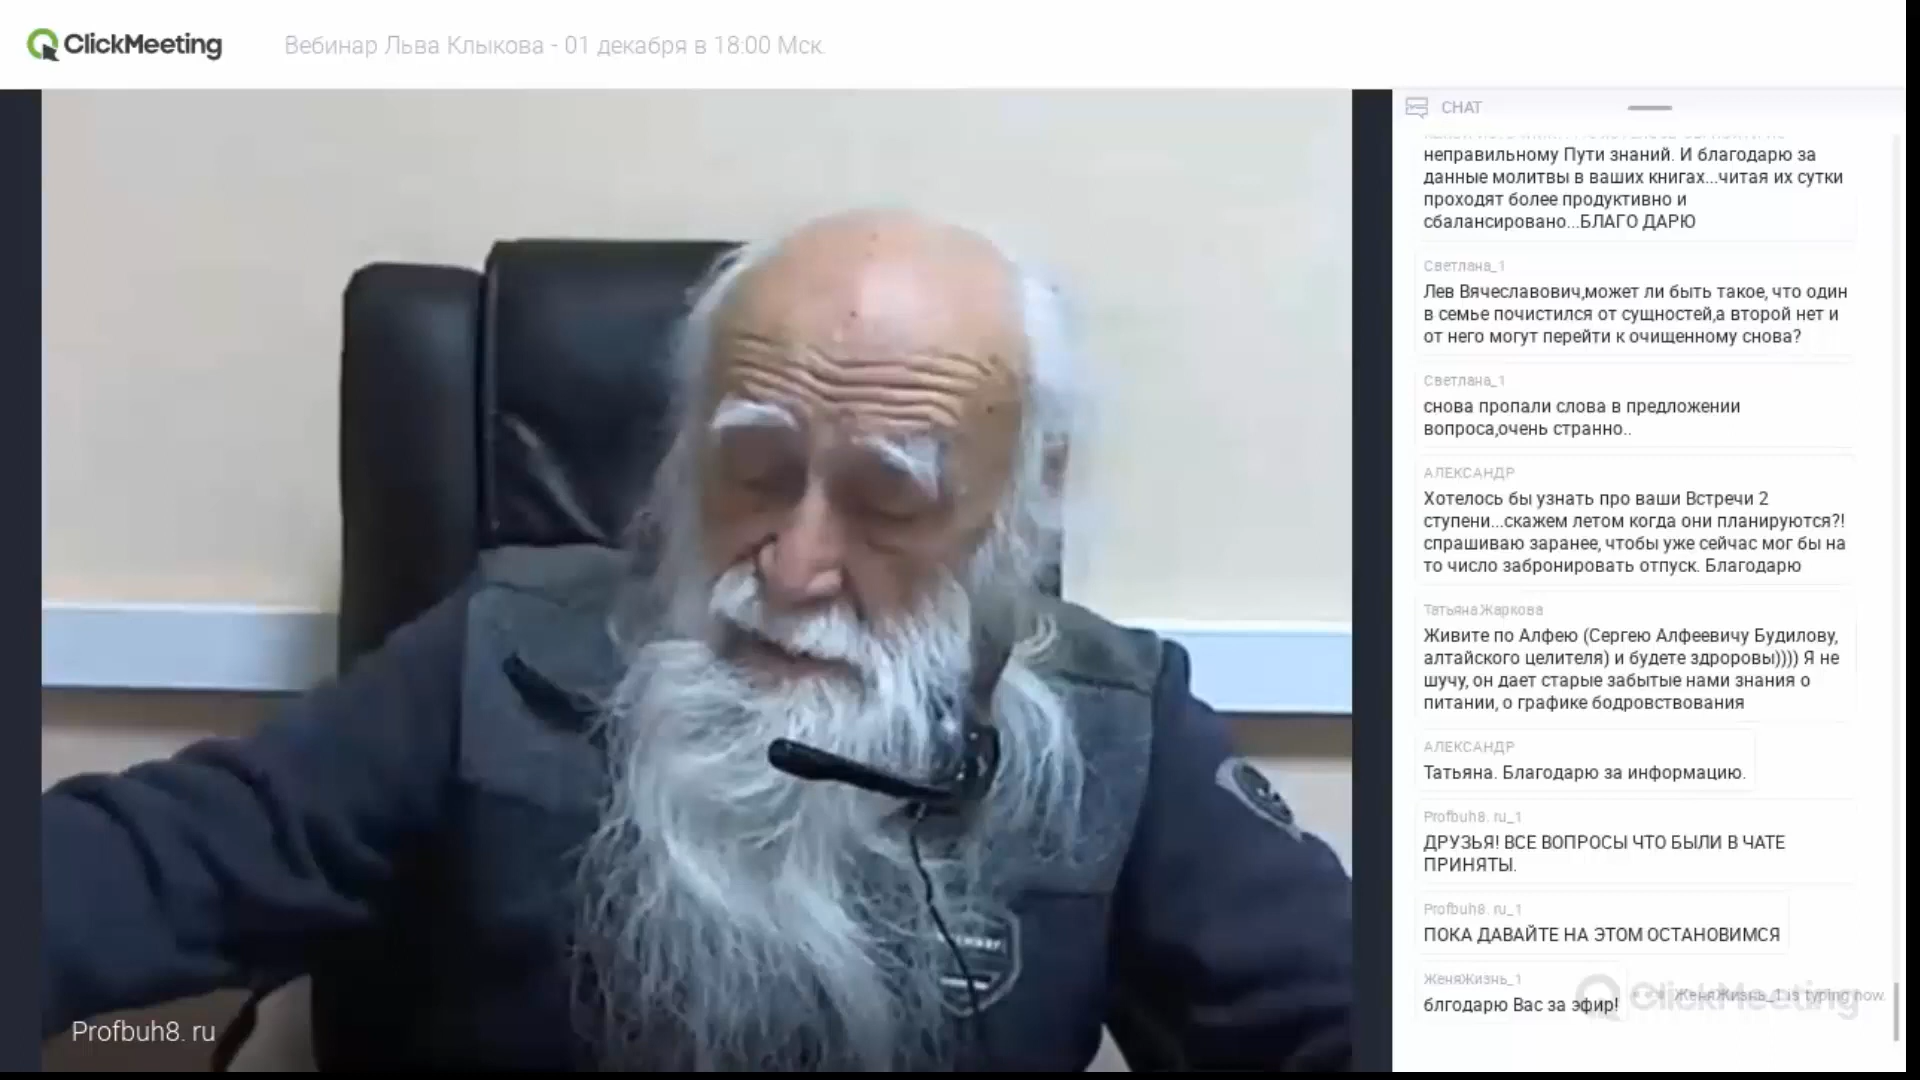 ClickMeeting
Вебинар Льва Клыкова - 01 декабря в 18:00 Мск.
CHAT
неправильному Пути знаний. И благодарю за
данные молитвы в ваших книгах...читая их сутки
проходят более продуктивно и
сбалансировано...БЛАГО ДАРЮ
Светлана_1
Лев Вячеславович,может ли быть такое, что один
в семье почистился от сущностей,а второй нет и
от него могут перейти к очищенному снова?
Светлана_1
снова пропали слова в предложении
вопроса,очень странно..
АЛЕКСАНДР
Хотелось бы узнать про ваши Встречи 2
ступени...скажем летом когда они планируются?!
спрашиваю заранее, чтобы уже сейчас мог бы на
то число забронировать отпуск. Благодарю
Татьяна Жаркова
Живите по Алфею (Сергею Алфеевичу Будилову,
алтайского целителя) и будете здроровы)))) Я не
шучу, он дает старые забытые нами знания о
питании, о графике бодровствования
АЛЕКСАНДР
Татьяна. Благодарю за информацию.
Profbuh8. ru_1
ДРУЗЬЯ! ВСЕ ВОПРОСЫ ЧТО БЫЛИ В ЧАТЕ
ПРИНЯТЫ.
Profbuh8. ru_1
ПОКА ДАВАЙТЕ НА ЭТОМ ОСТАНОВИМСЯ
ЖеняЖизнь_1
блгодарю Вас за эфир!
ЖеняЖизнь_1 is typing now.
ClickMeeting
Profbuh8. ru